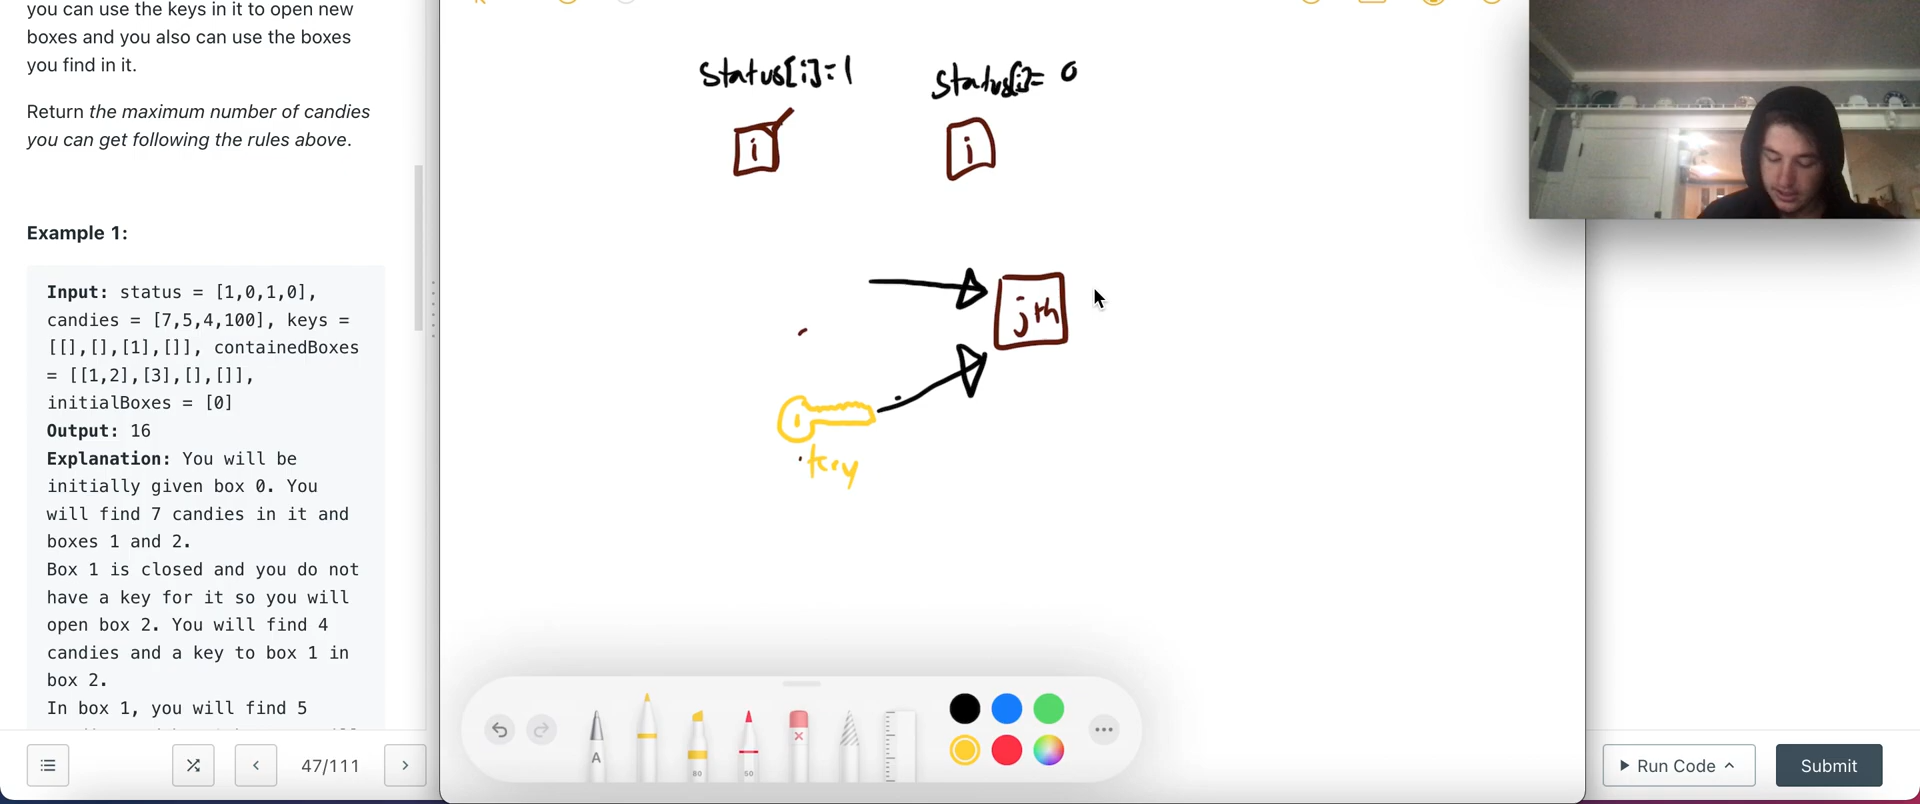 you can use the keys in it to open new
boxes and you also can use the boxes
you find in it.
Return the maximum number of candies
you can get following the rules above.
Example 1:
Input: status = [1,0,1,0],
candies = [7,5,4,100], keys =
[[],[],[1],[]], containedBoxes
= [[1,2],[3],[],[]],
initialBoxes = [0]
Output: 16
Explanation: You will be
initially given box 0. You
will find 7 candies in it and
boxes 1 and 2.
Box 1 is closed and you do not
have a key for it so you will
open box 2. You will find 4
candies and a key to box 1 in
box 2.
In box 1, you will find 5
47/111
status[i]=1
status[i]= 0
i
i
jth
key
A
80
50
Run Code
Submit